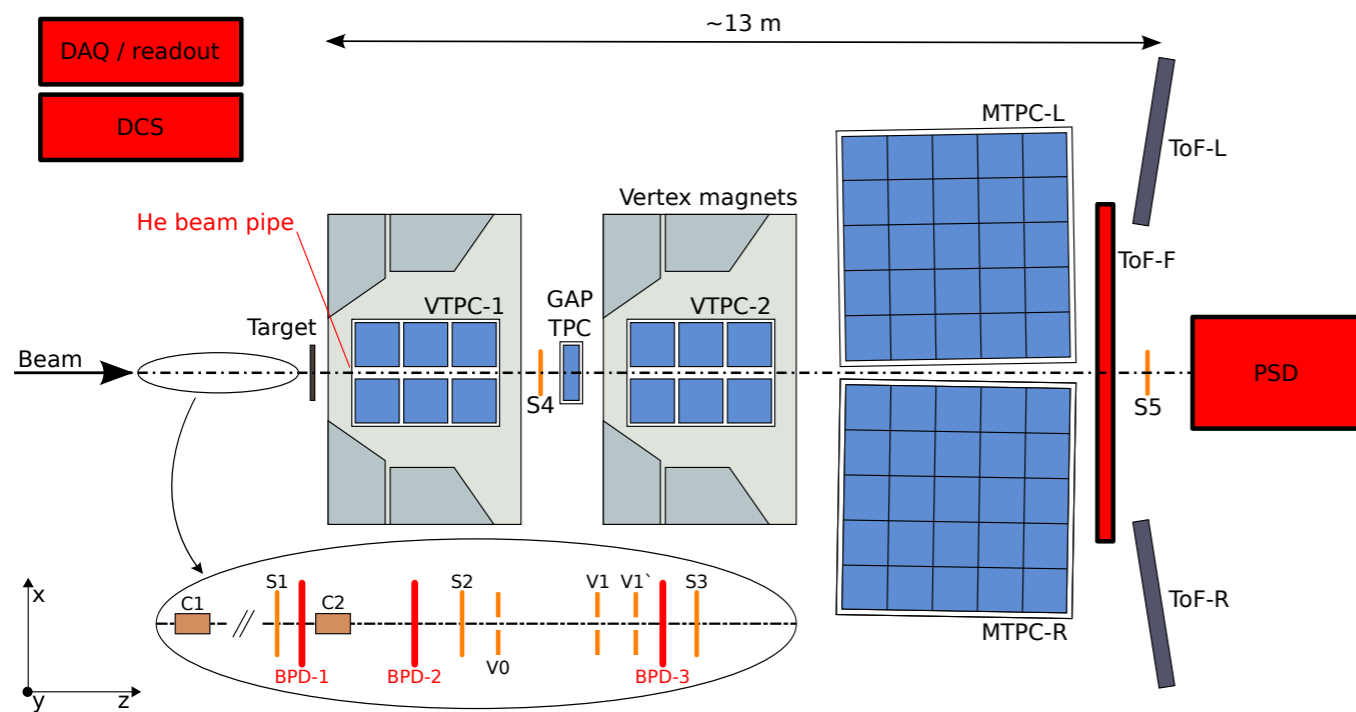 DAQ / readout
DCS
~13 m
MTPC-L
ToF-L
Vertex magnets
He beam pipe
ToF-F
VTPC-1
GAP
TPC
VTPC-2
Target
Beam
PSD
S4
S5
S1
S2
V1
V1`
S3
C1
C2
x
BPD-1
BPD-2
V0
BPD-3
y
z
MTPC-R
ToF-R